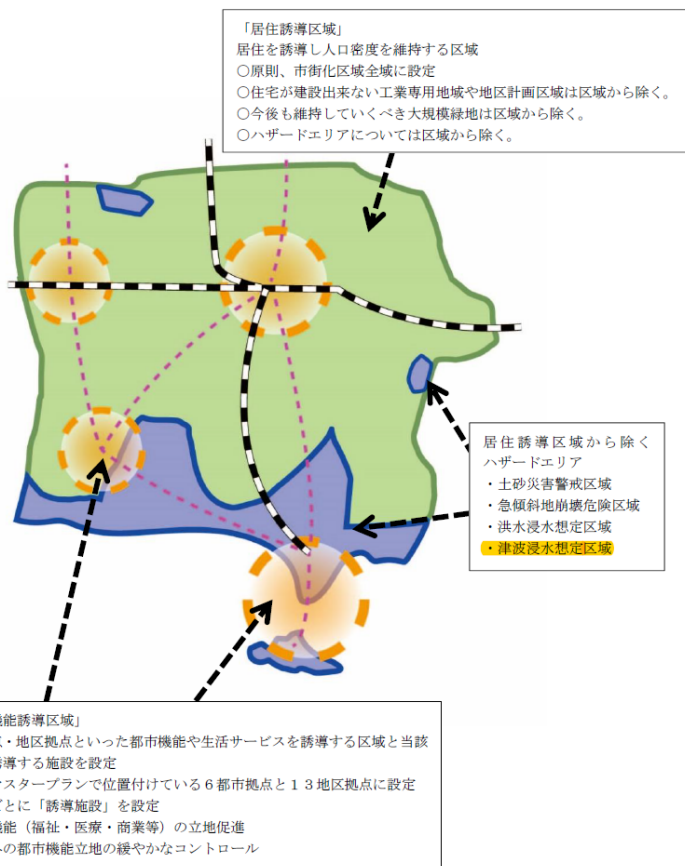 「居住誘導区域」
居住を誘導し人口密度を維持する区域
○原則、市街化区域全域に設定
○住宅が建設出来ない工業専用地域や地区計画区域は区域から除く。
○今後も維持していくべき大規模緑地は区域から除く。
○ハザードエリアについては区域から除く。
居住誘導区域から除く
ハザードエリア
・土砂災害警戒区域
・急傾斜地崩壊危険区域
・洪水浸水想定区域
・津波浸水想定区域
能誘導区域」
・地区拠点といった都市機能や生活サービスを誘導する区域と当該
誘導する施設を設定
スタープランで位置付けている6都市拠点と13地区拠点に設定
ごとに「誘導施設」を設定
能（福祉・医療・商業等）の立地促進
の都市機能立地の緩やかなコントロール